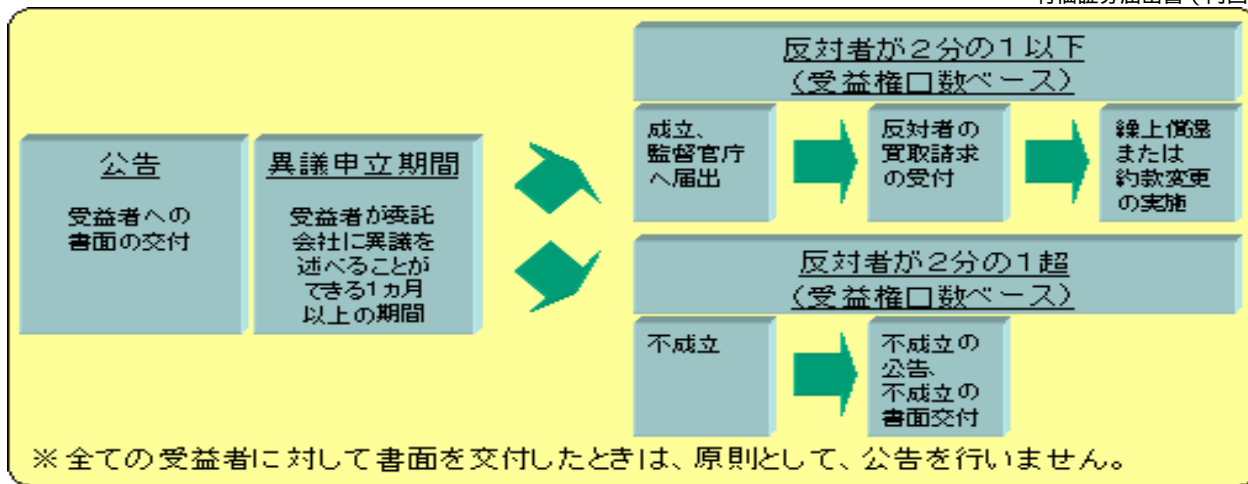 反対者が2分の1以下
(受益権口数ベース)
公告
受益者への
書面の交付
異議申立期間
受益者が委託
会社に異議を
述べることが
できる1カ月
以上の期間
成立、
監督官庁
へ届出
反対者の
買取請求
の受付
繰上償還
または
約款変更
の実施
反対者が2分の1超
(受益権口数ベース)
不成立
不成立の
公告、
不成立の
書面交付
※全ての受益者に対して書面を交付したときは、原則として、公告を行いません。